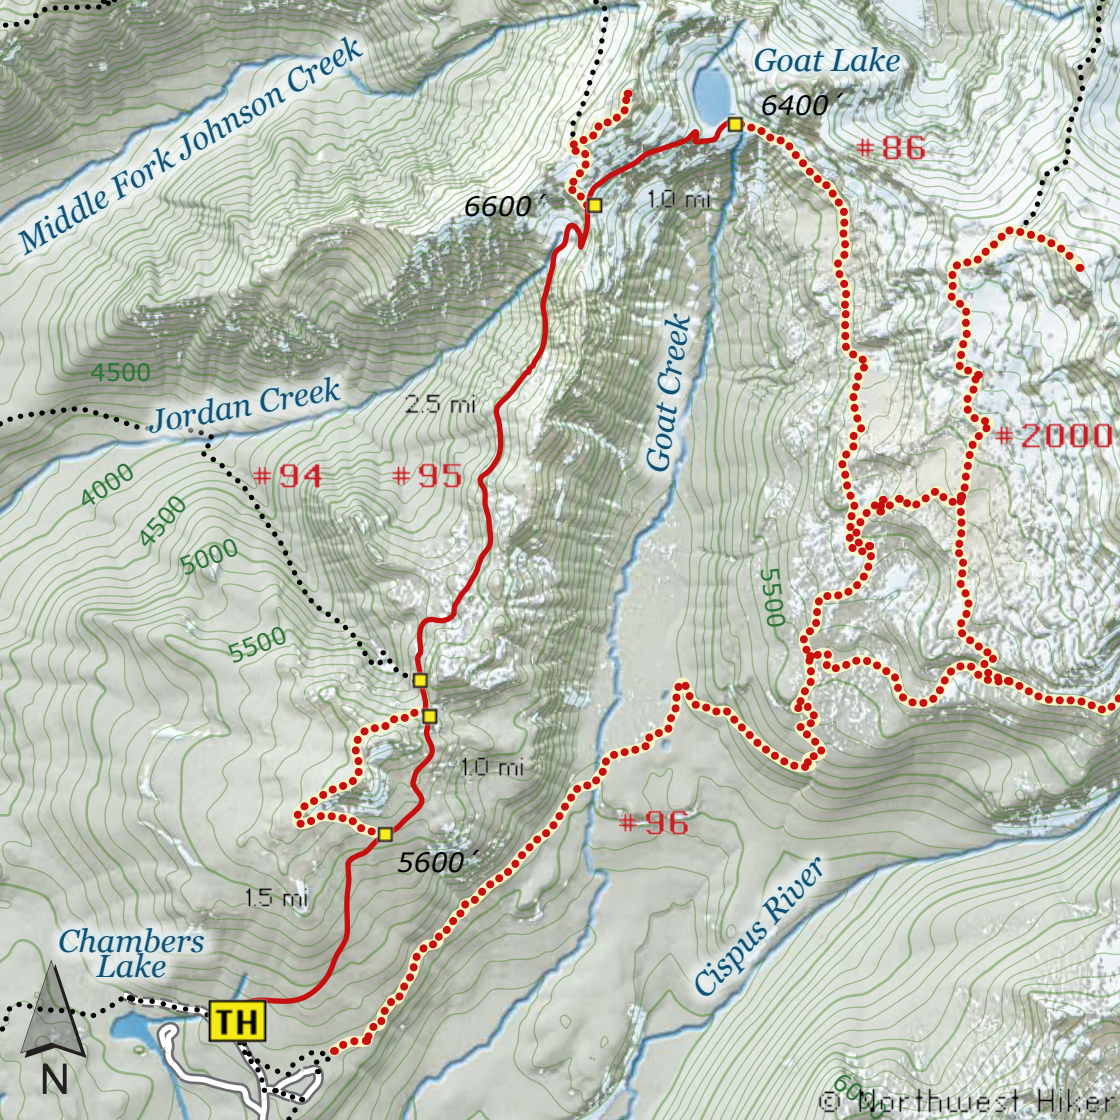 Goat Lake
6400´
Middle Fork Johnson Creek
#86
6600´
1.0 mi
Goat Creek
4500
Jordan Creek
2.5 mi
#2000
#94
#95
4000
4500
5000
5500
5500
1.0 mi
#96
5600´
1.5 mi
Cispus River
Chambers
Lake
TH
N
© Northwest Hiker